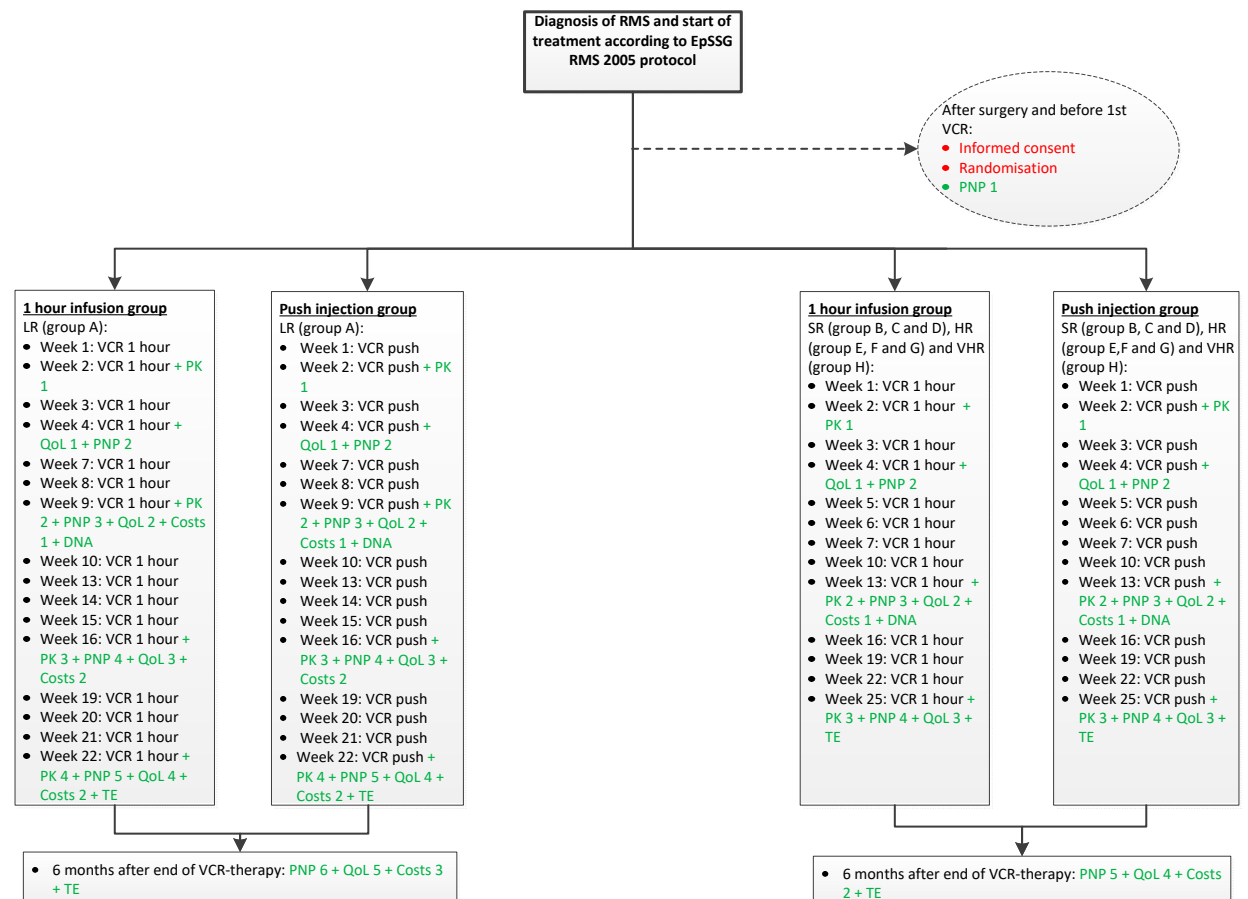 Diagnosis of RMS and start of
treatment according to EpSSG
RMS 2005 protocol
After surgery and before 1st
VCR:
• Informed consent
• Randomisation
• PNP 1
1 hour infusion group
LR (group A):
• Week 1: VCR 1 hour
• Week 2: VCR 1 hour + PK
1
• Week 3: VCR 1 hour
• Week 4: VCR 1 hour +
QoL 1 + PNP 2
• Week 7: VCR 1 hour
• Week 8: VCR 1 hour
• Week 9: VCR 1 hour + PK
2 + PNP 3 + QoL 2 + Costs
1 + DNA
• Week 10: VCR 1 hour
• Week 13: VCR 1 hour
• Week 14: VCR 1 hour
• Week 15: VCR 1 hour
• Week 16: VCR 1 hour +
PK 3 + PNP 4 + QoL 3 +
Costs 2
• Week 19: VCR 1 hour
• Week 20: VCR 1 hour
• Week 21: VCR 1 hour
• Week 22: VCR 1 hour +
PK 4 + PNP 5 + QoL 4 +
Costs 2 + TE
Push injection group
LR (group A):
• Week 1: VCR push
• Week 2: VCR push + PK
1
• Week 3: VCR push
• Week 4: VCR push +
QoL 1 + PNP 2
• Week 7: VCR push
• Week 8: VCR push
• Week 9: VCR push + PK
2 + PNP 3 + QoL 2 +
Costs 1 + DNA
• Week 10: VCR push
• Week 13: VCR push
• Week 14: VCR push
• Week 15: VCR push
• Week 16: VCR push +
PK 3 + PNP 4 + QoL 3 +
Costs 2
• Week 19: VCR push
• Week 20: VCR push
• Week 21: VCR push
• Week 22: VCR push +
PK 4 + PNP 5 + QoL 4 +
Costs 2 + TE
1 hour infusion group
SR (group B, C and D), HR
(group E, F and G) and VHR
(group H):
• Week 1: VCR 1 hour
• Week 2: VCR 1 hour +
PK 1
• Week 3: VCR 1 hour
• Week 4: VCR 1 hour +
QoL 1 + PNP 2
• Week 5: VCR 1 hour
• Week 6: VCR 1 hour
• Week 7: VCR 1 hour
• Week 10: VCR 1 hour
• Week 13: VCR 1 hour +
PK 2 + PNP 3 + QoL 2 +
Costs 1 + DNA
• Week 16: VCR 1 hour
• Week 19: VCR 1 hour
• Week 22: VCR 1 hour
• Week 25: VCR 1 hour +
PK 3 + PNP 4 + QoL 3 +
TE
Push injection group
SR (group B, C and D), HR
(group E,F and G) and VHR
(group H):
• Week 1: VCR push
• Week 2: VCR push + PK
1
• Week 3: VCR push
• Week 4: VCR push +
QoL 1 + PNP 2
• Week 5: VCR push
• Week 6: VCR push
• Week 7: VCR push
• Week 10: VCR push
• Week 13: VCR push +
PK 2 + PNP 3 + QoL 2 +
Costs 1 + DNA
• Week 16: VCR push
• Week 19: VCR push
• Week 22: VCR push
• Week 25: VCR push +
PK 3 + PNP 4 + QoL 3 +
TE
• 6 months after end of VCR-therapy: PNP 6 + QoL 5 + Costs 3
+ TE
• 6 months after end of VCR-therapy: PNP 5 + QoL 4 + Costs
2 + TE